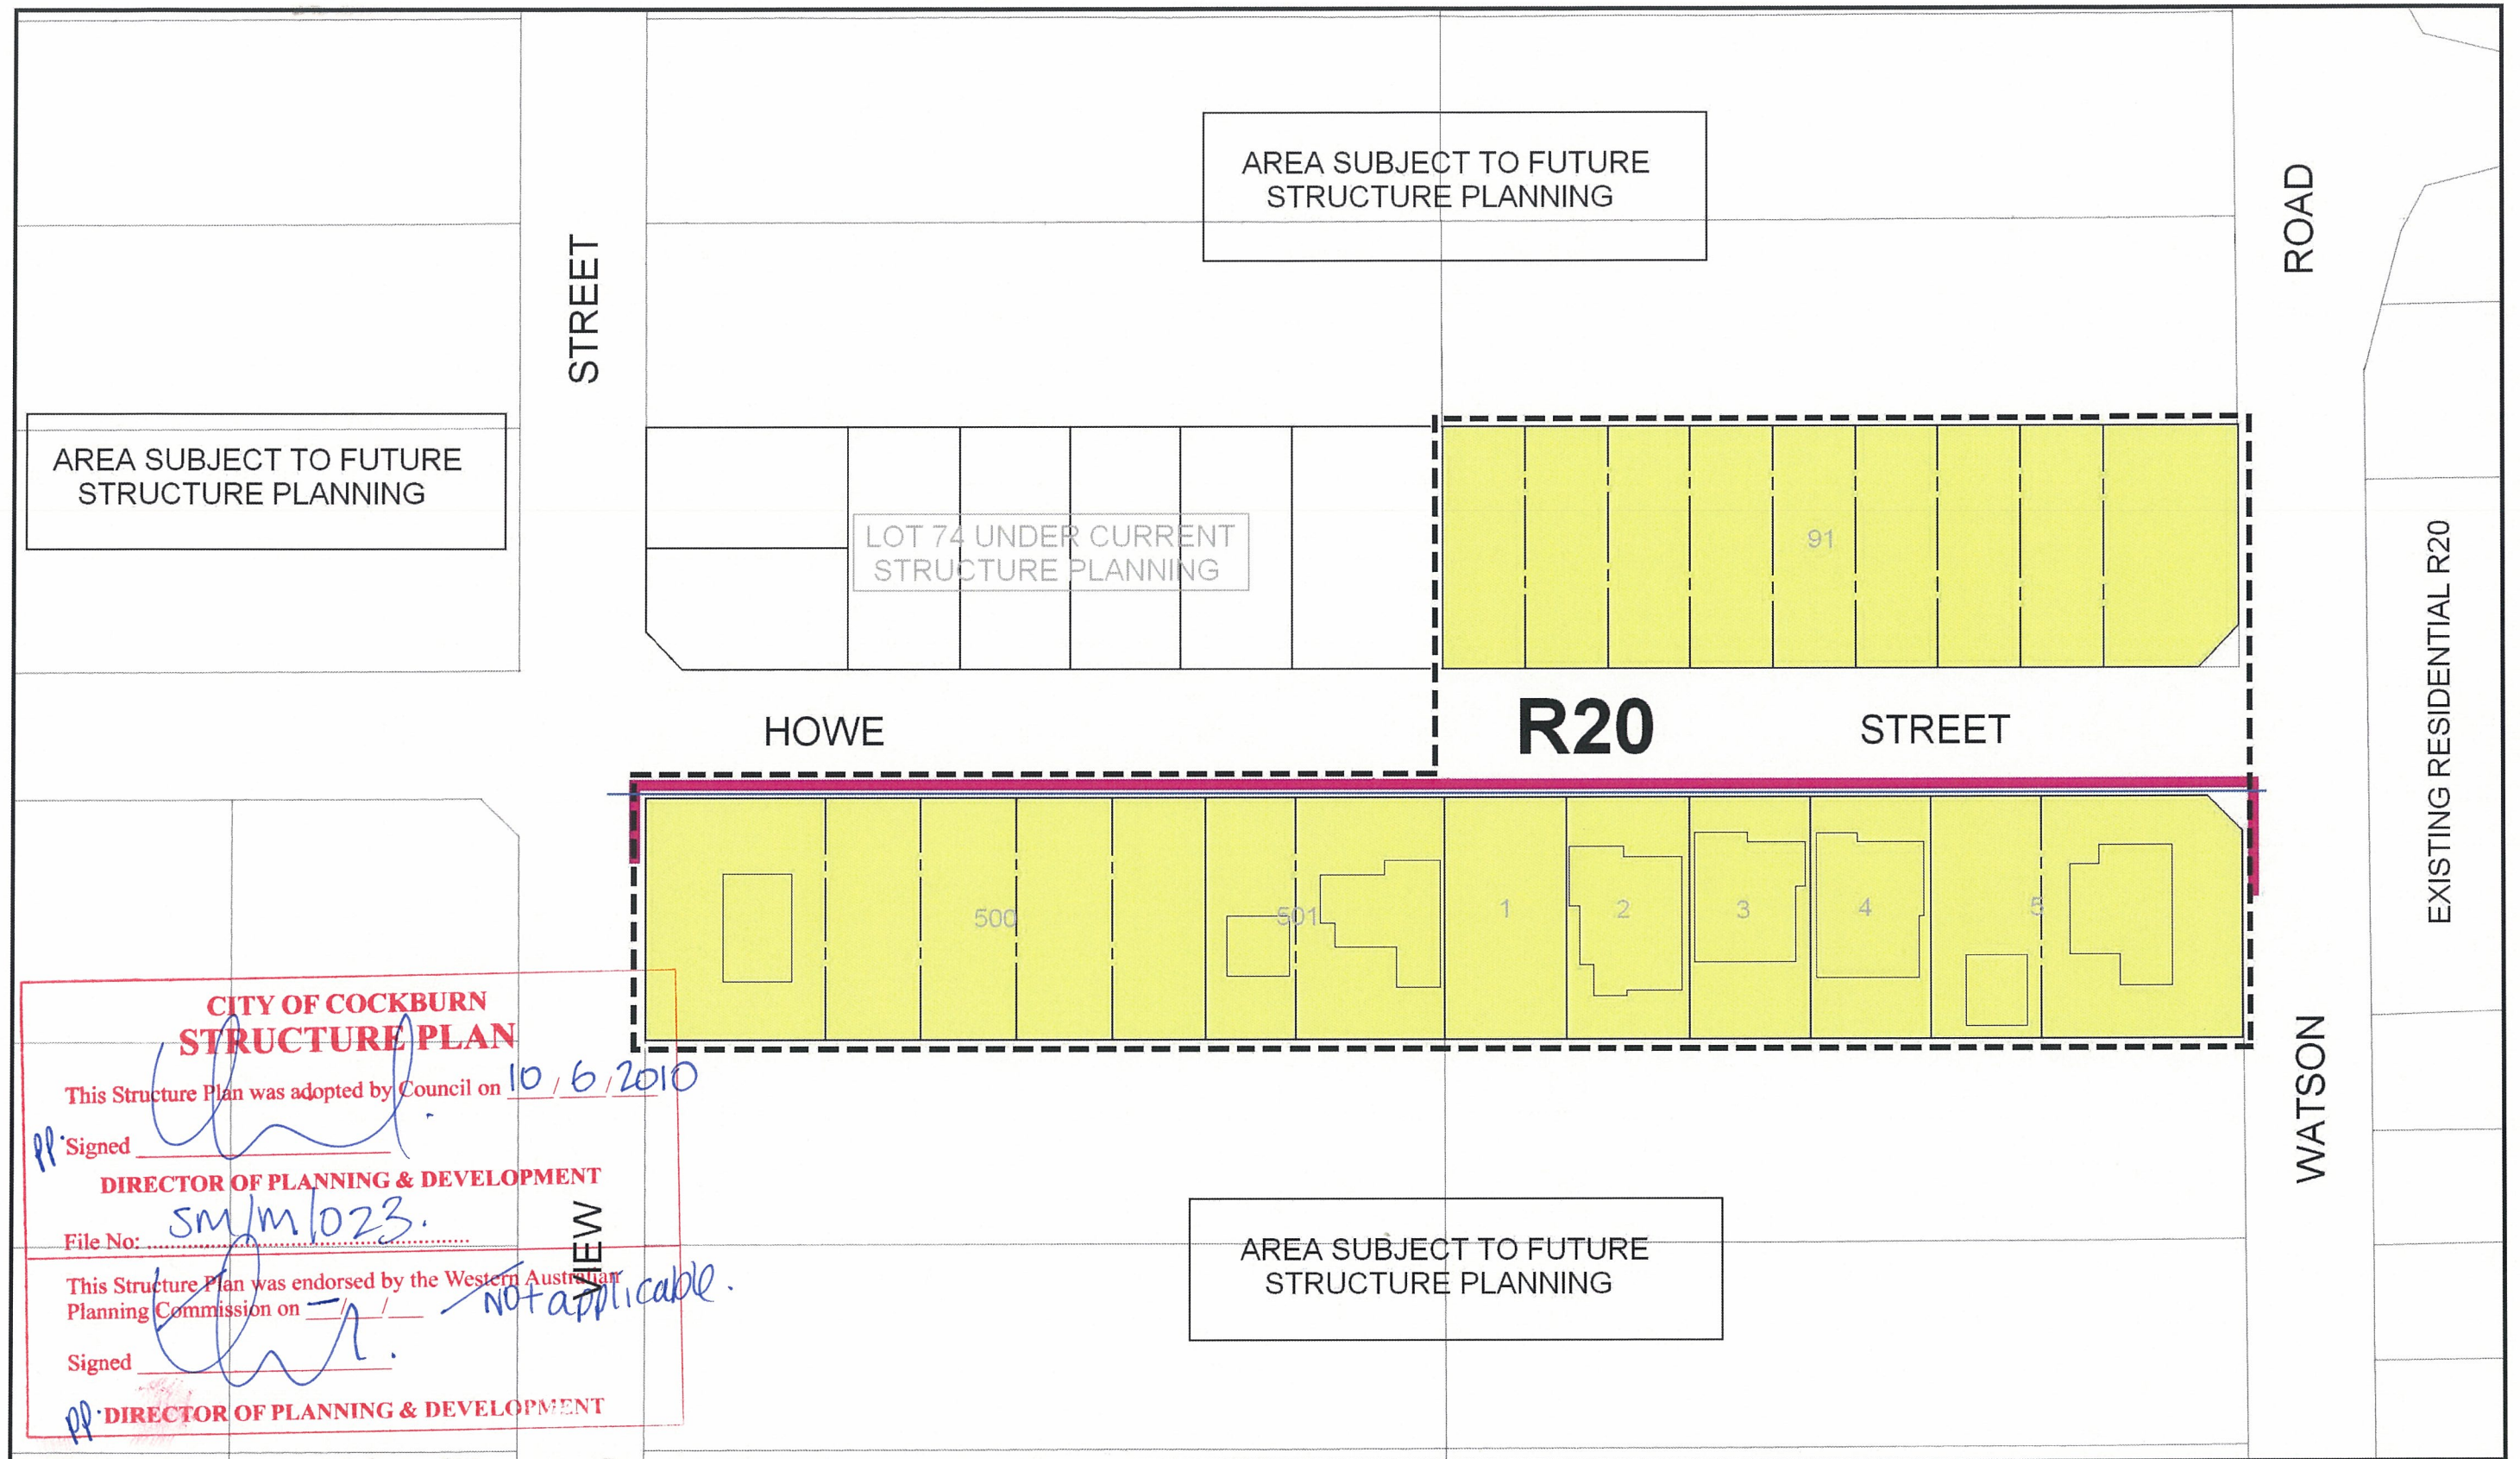 AREA SUBJECT TO FUTURE
STRUCTURE PLANNING
ROAD
STREET
AREA SUBJECT TO FUTURE
STRUCTURE PLANNING
LOT 74 UNDER CURRENT
STRUCTURE PLANNING
91
EXISTING RESIDENTIAL R20
HOWE
R20
STREET
500
501
1
2
3
4
5
CITY OF COCKBURN
STRUCTURE PLAN
This Structure Plan was adopted by Council on 10/6/2010
pp. Signed
DIRECTOR OF PLANNING & DEVELOPMENT
File No: SM/M/023.
This Structure Plan was endorsed by the Western Australian
Planning Commission on -/ / Not applicable.
Signed
pp. DIRECTOR OF PLANNING & DEVELOPMENT
VIEW
WATSON
AREA SUBJECT TO FUTURE
STRUCTURE PLANNING